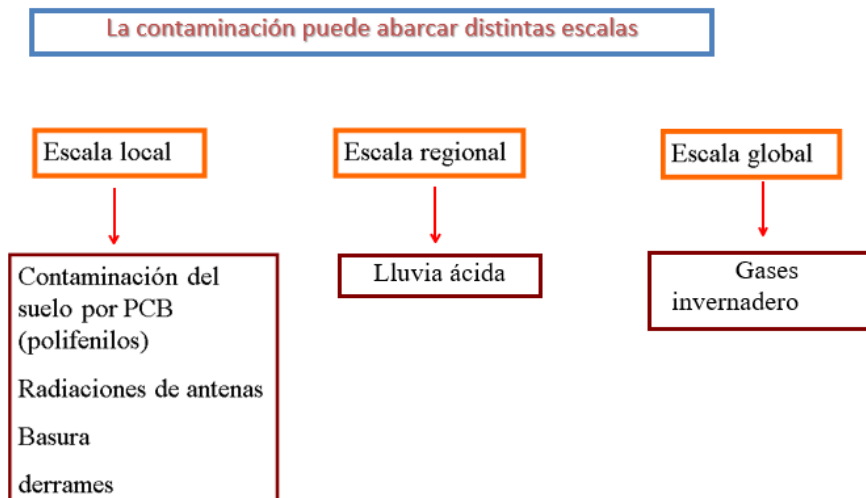 La contaminación puede abarcar distintas escalas
Escala local
Escala regional
Escala global
Contaminación del
suelo por PCB
(polifenilos)
Radiaciones de antenas
Basura
derrames
Lluvia ácida
Gases
invernadero